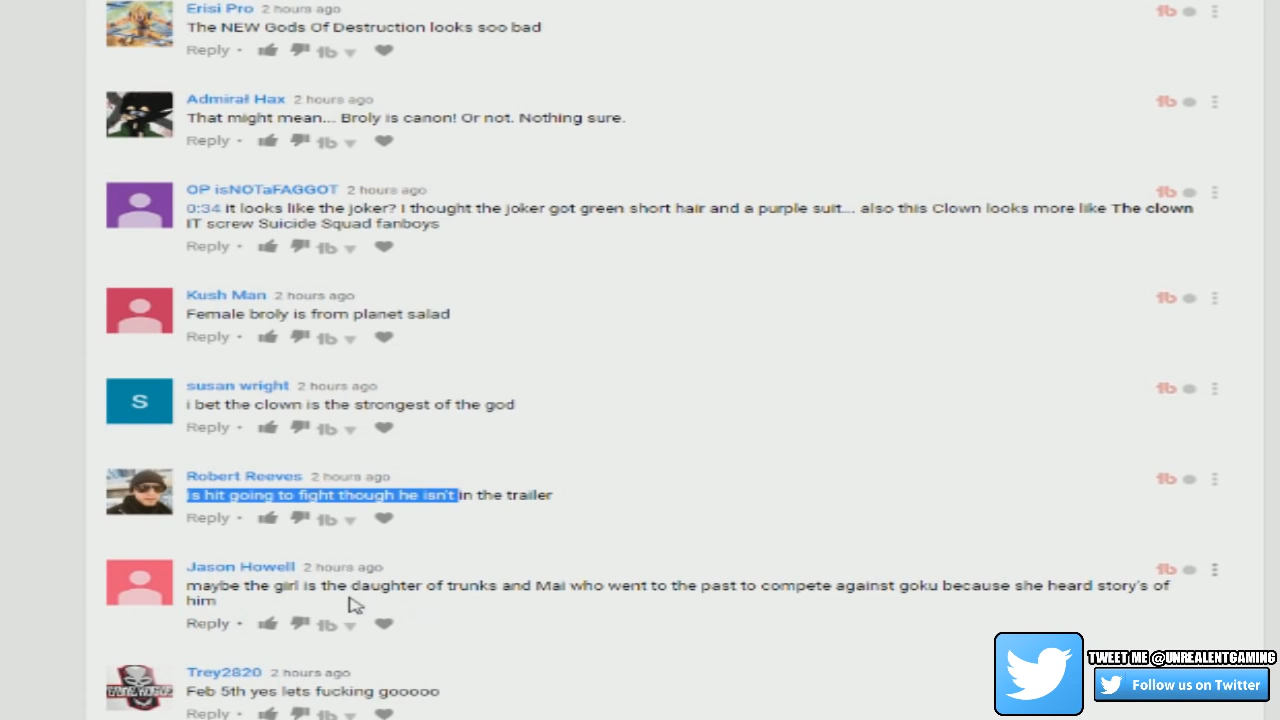 Erisi Pro 2 hours ago
The NEW Gods Of Destruction looks soo bad
Reply •
Admiral Hax 2 hours ago
That might mean... Broly is canon! Or not. Nothing sure.
Reply •
OP isNOTaFAGGOT 2 hours ago
0:34 it looks like the joker? I thought the joker got green short hair and a purple suit... also this Clown looks more like The clown
IT screw Suicide Squad fanboys
Reply •
Kush Man 2 hours ago
Female broly is from planet salad
Reply •
S
susan wright 2 hours ago
i bet the clown is the strongest of the god
Reply •
Robert Reeves 2 hours ago
Is hit going to fight though he isn't in the trailer
Reply •
Jason Howell 2 hours ago
maybe the girl is the daughter of trunks and Mai who went to the past to compete against goku because she heard story's of
him
Reply •
Trey2820 2 hours ago
Feb 5th yes lets fucking gooooo
Reply •
TWEET ME @UNREALENTGAMING
Follow us on Twitter